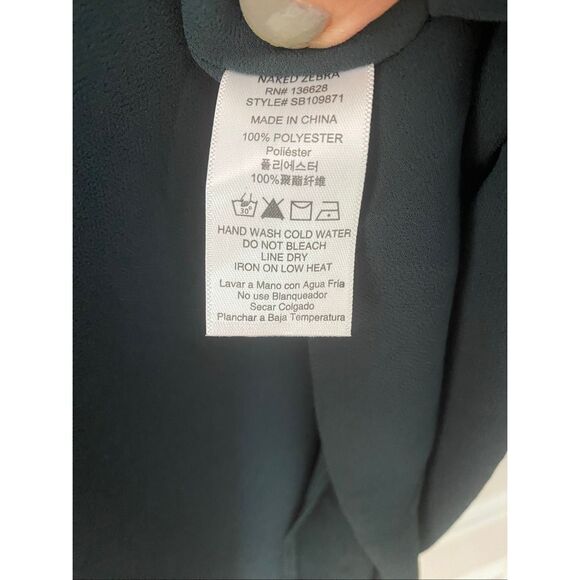 NAKED ZEBRA
RN# 136628
STYLE# SB109871
MADE IN CHINA
100% POLYESTER
Poliéster
폴리에스터
100%聚酯纤维
30°
HAND WASH COLD WATER
DO NOT BLEACH
LINE DRY
IRON ON LOW HEAT
Lavar a Mano con Agua Fría
No use Blanqueador
Secar Colgado
Planchar a Baja Temperatura